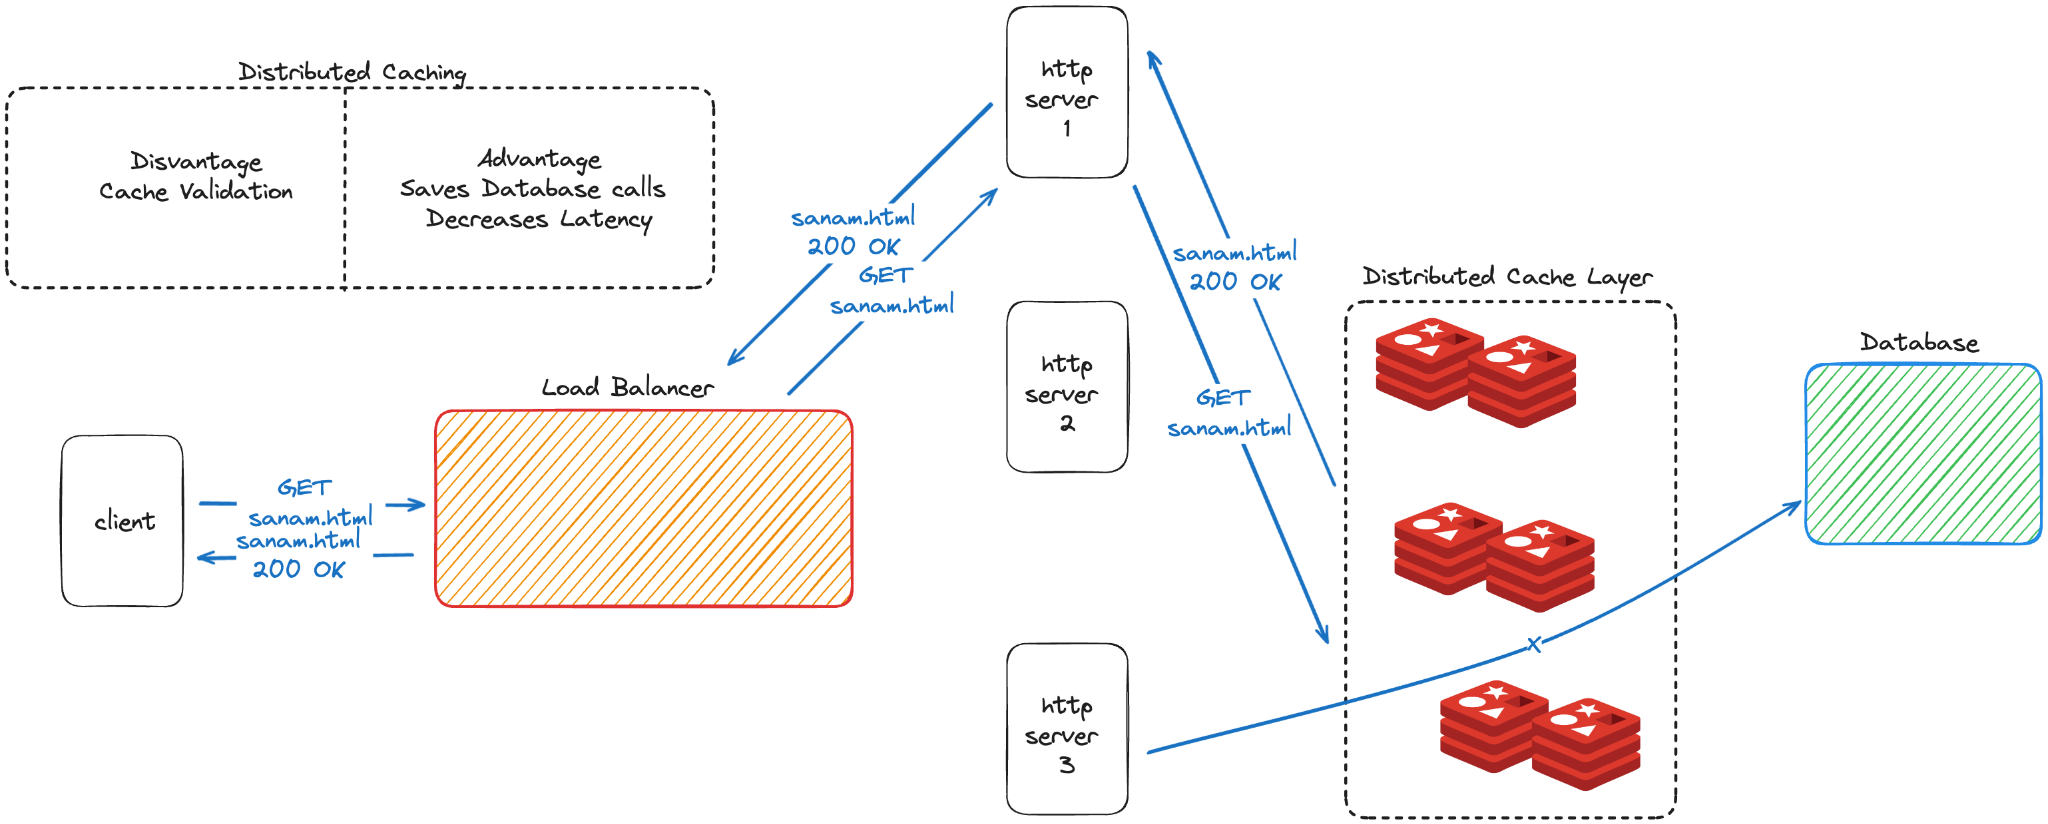 Distributed Caching
Disvantage
Cache Validation
Advantage
Saves Database calls
Decreases Latency
http
server
1
sanam.html
200 OK
GET
sanam.html
sanam.html
200 OK
Distributed Cache Layer
http
server
2
Database
Load Balancer
GET
sanam.html
client
GET
sanam.html
sanam.html
200 OK
x
http
server
3